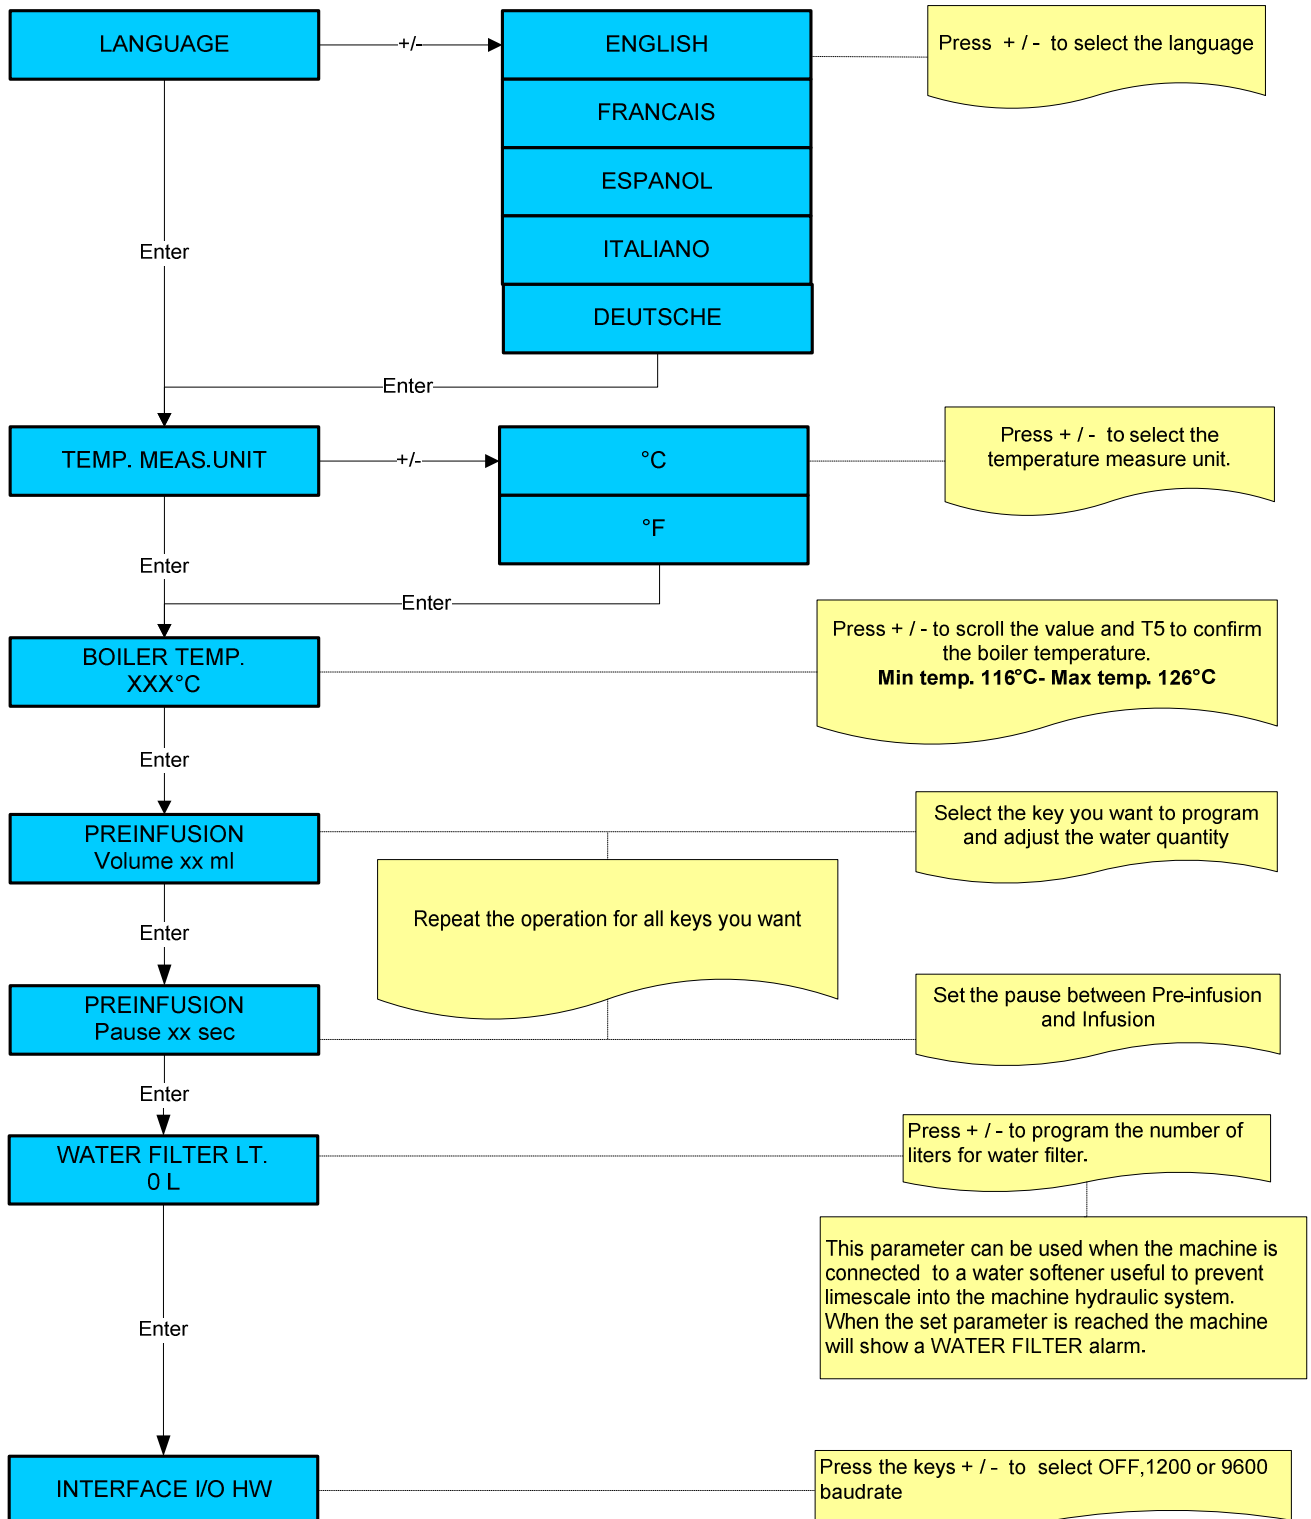 LANGUAGE
+/-
ENGLISH
Press + / - to select the language
FRANCAIS
ESPANOL
Enter
ITALIANO
DEUTSCHE
Enter
TEMP. MEAS.UNIT
+/-
°C
Press + / - to select the
temperature measure unit.
°F
Enter
Enter
BOILER TEMP.
XXX°C
Press + / - to scroll the value and T5 to confirm
the boiler temperature.
Min temp. 116°C- Max temp. 126°C
Enter
PREINFUSION
Volume xx ml
Select the key you want to program
and adjust the water quantity
Repeat the operation for all keys you want
Enter
PREINFUSION
Pause xx sec
Set the pause between Pre-infusion
and Infusion
Enter
WATER FILTER LT.
0 L
Press + / - to program the number of
liters for water filter.
This parameter can be used when the machine is
connected to a water softener useful to prevent
limescale into the machine hydraulic system.
When the set parameter is reached the machine
will show a WATER FILTER alarm.
Enter
INTERFACE I/O HW
Press the keys + / - to select OFF,1200 or 9600
baudrate